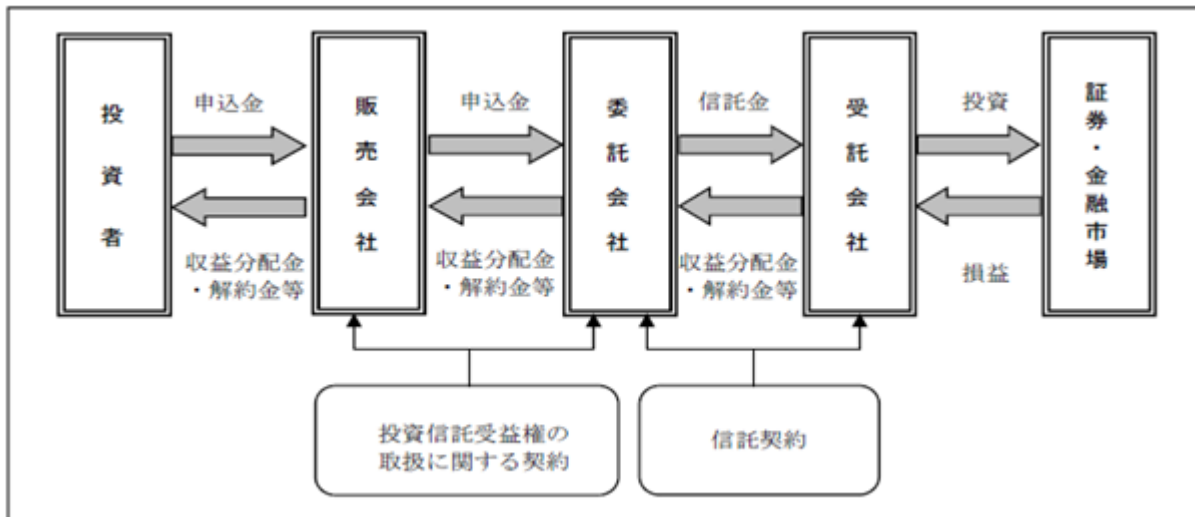 投資者
申込金
収益分配金
・解約金等
販売会社
申込金
収益分配金
・解約金等
委託会社
信託金
収益分配金
・解約金等
受託会社
投資
損益
証券・金融市場
投資信託受益権の
取扱に関する契約
信託契約